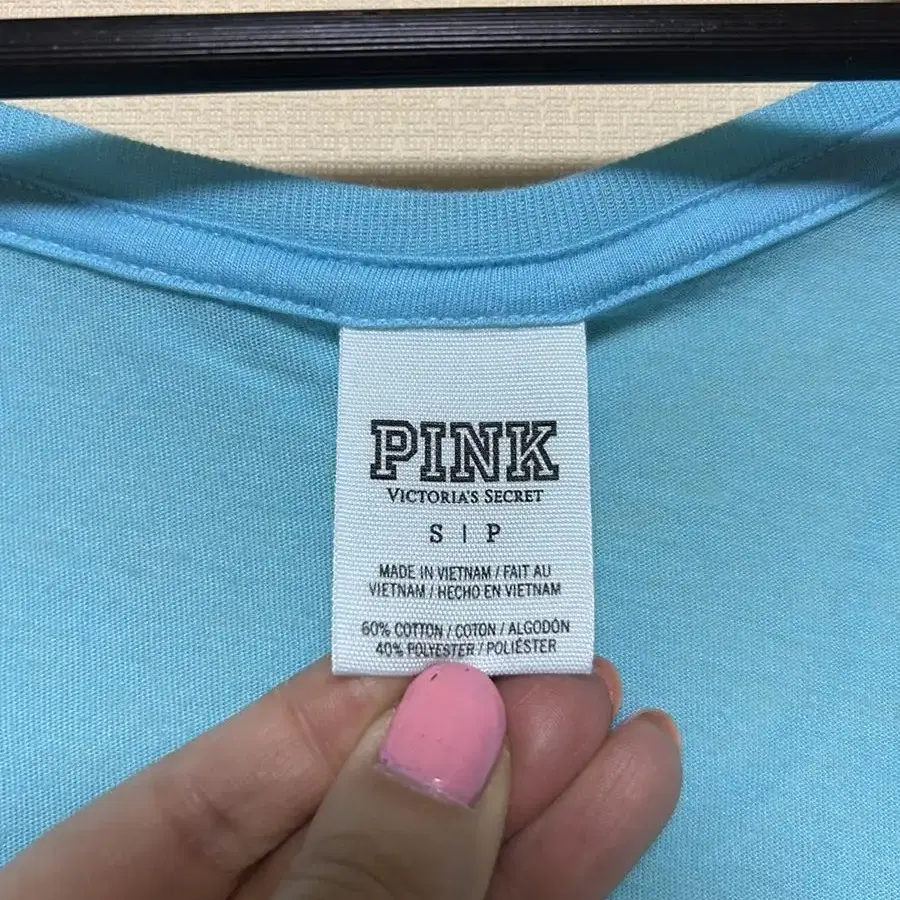 PINK
VICTORIA'S SECRET
S | P
MADE IN VIETNAM / FAIT AU
VIETNAM / HECHO EN VIETNAM
60% COTTON / COTON / ALGODÓN
40% POLYESTER / POLIÉSTER